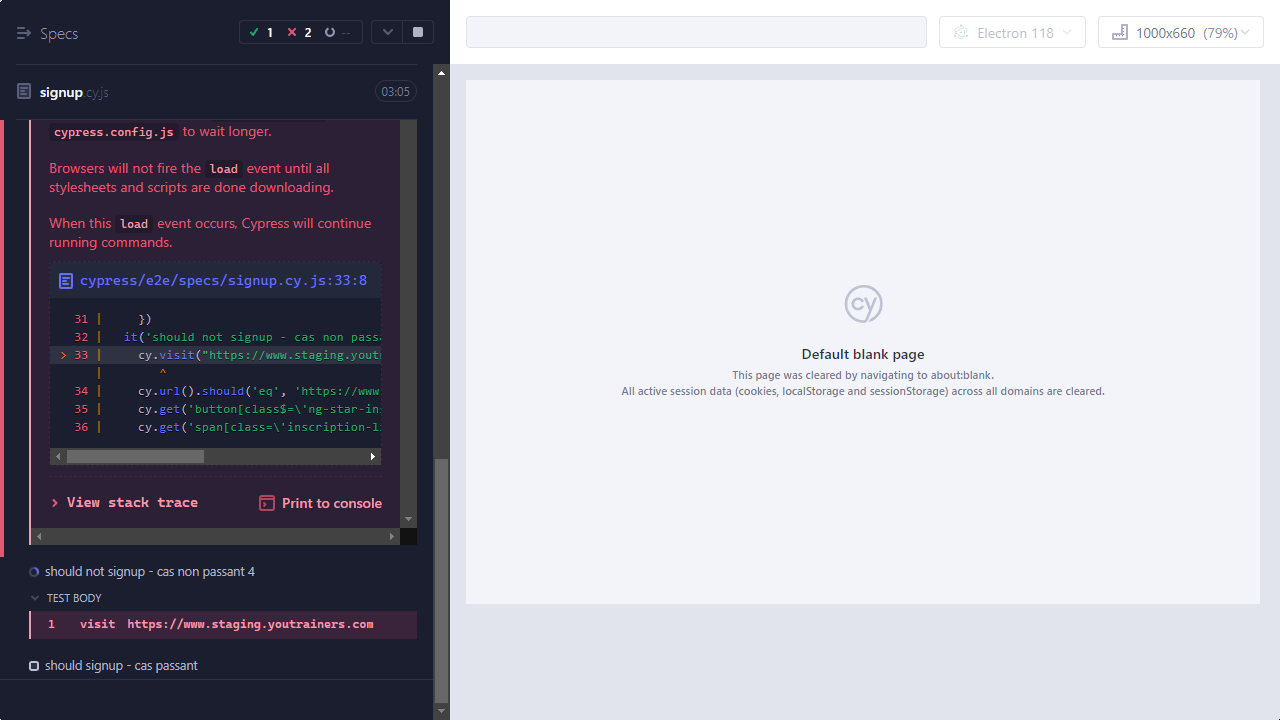 Specs
1
2
--
Electron 118
1000x660 (79%)
signup.cy.js
03:05
cypress.config.js to wait longer.
Browsers will not fire the load event until all
stylesheets and scripts are done downloading.
When this load event occurs, Cypress will continue
running commands.
cypress/e2e/specs/signup.cy.js:33:8
31 | })
32 | it('should not signup - cas non passa
> 33 | cy.visit("https://www.staging.yout
| ^
34 | cy.url().should('eq', 'https://www
35 | cy.get('button[class$=\'ng-star-ins
36 | cy.get('span[class=\'inscription-li
> View stack trace
Print to console
should not signup - cas non passant 4
TEST BODY
1 visit https://www.staging.youtrainers.com
should signup - cas passant
cy
Default blank page
This page was cleared by navigating to about:blank.
All active session data (cookies, localStorage and sessionStorage) across all domains are cleared.